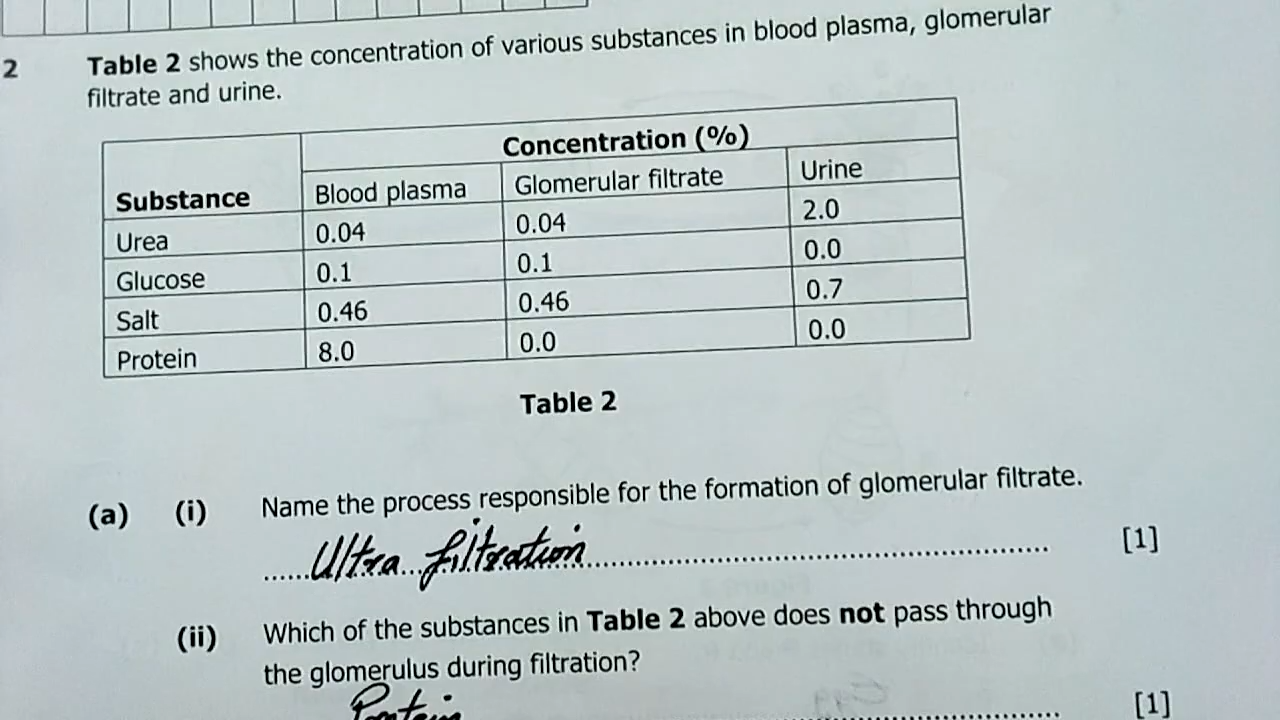 2 Table 2 shows the concentration of various substances in blood plasma, glomerular
filtrate and urine.
Concentration (%)
Substance Blood plasma Glomerular filtrate Urine
Urea 0.04 0.04 2.0
Glucose 0.1 0.1 0.0
Salt 0.46 0.46 0.7
Protein 8.0 0.0 0.0
Table 2
(a) (i) Name the process responsible for the formation of glomerular filtrate.
Ultra filtration [1]
(ii) Which of the substances in Table 2 above does not pass through
the glomerulus during filtration?
Protein [1]